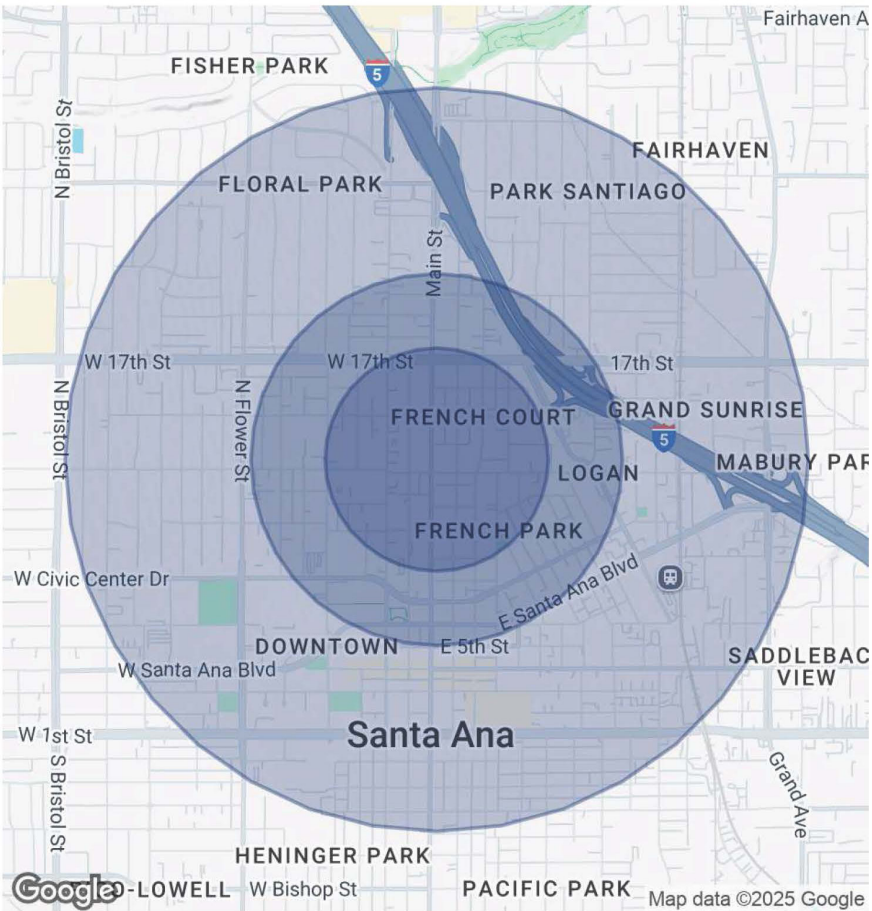 Fairhaven A
FISHER PARK
5
N Bristol St
FAIRHAVEN
FLORAL PARK
PARK SANTIAGO
Main St
W 17th St
W 17th St
17th St
N Bristol St
N Flower St
FRENCH COURT
GRAND SUNRISE
5
LOGAN
MABURY PAR
FRENCH PARK
W Civic Center Dr
E Santa Ana Blvd
DOWNTOWN
E 5th St
W Santa Ana Blvd
SADDLEBAC
VIEW
W 1st St
Santa Ana
S Bristol St
Grand Ave
HENINGER PARK
Google
O-LOWELL
W Bishop St
PACIFIC PARK
Map data ©2025 Google